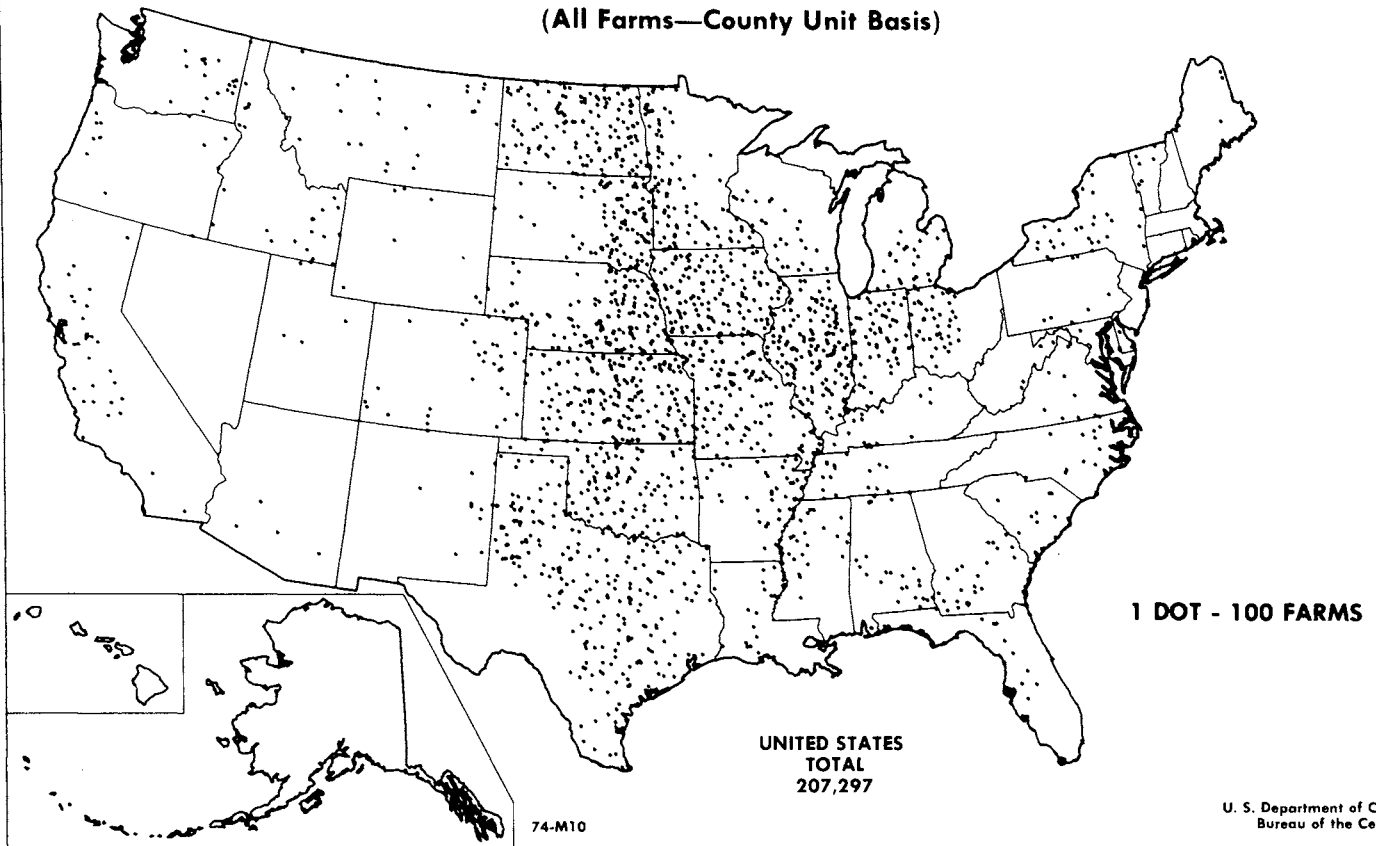 (All Farms—County Unit Basis)
1 DOT - 100 FARMS
UNITED STATES
TOTAL
207,297
74-M10
U. S. Department of C
Bureau of the Ce